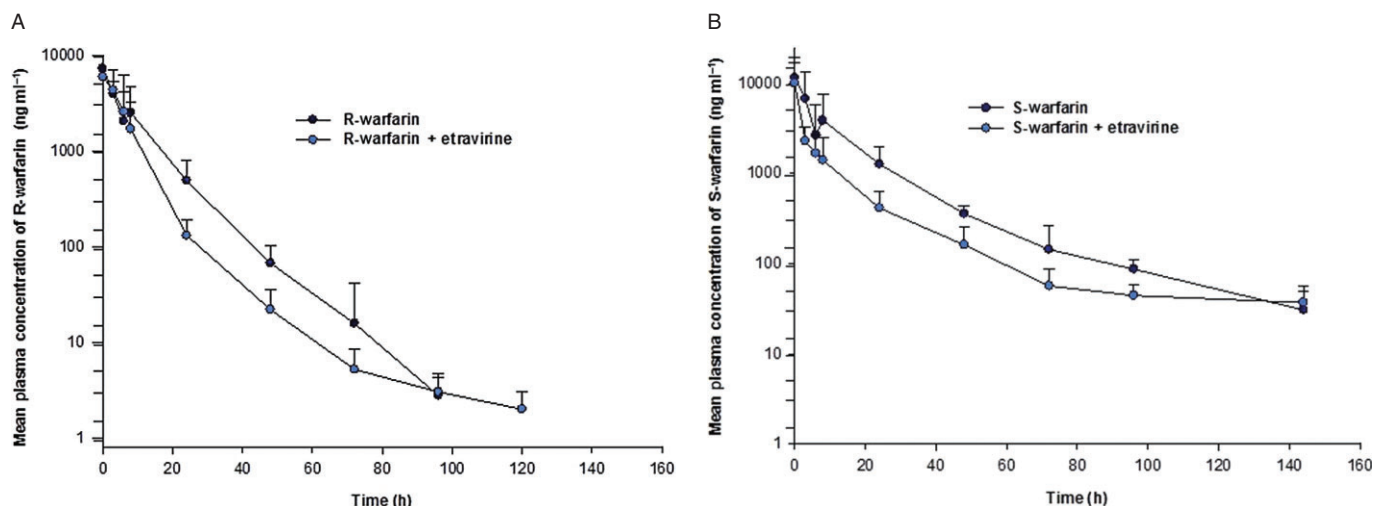 A
Mean plasma concentration of R-warfarin (ng ml⁻¹)
10000
1000
100
10
1
R-warfarin
R-warfarin + etravirine
0 20 40 60 80 100 120 140 160
Time (h)
B
Mean plasma concentration of S-warfarin (ng ml⁻¹)
10000
1000
100
10
1
S-warfarin
S-warfarin + etravirine
0 20 40 60 80 100 120 140 160
Time (h)